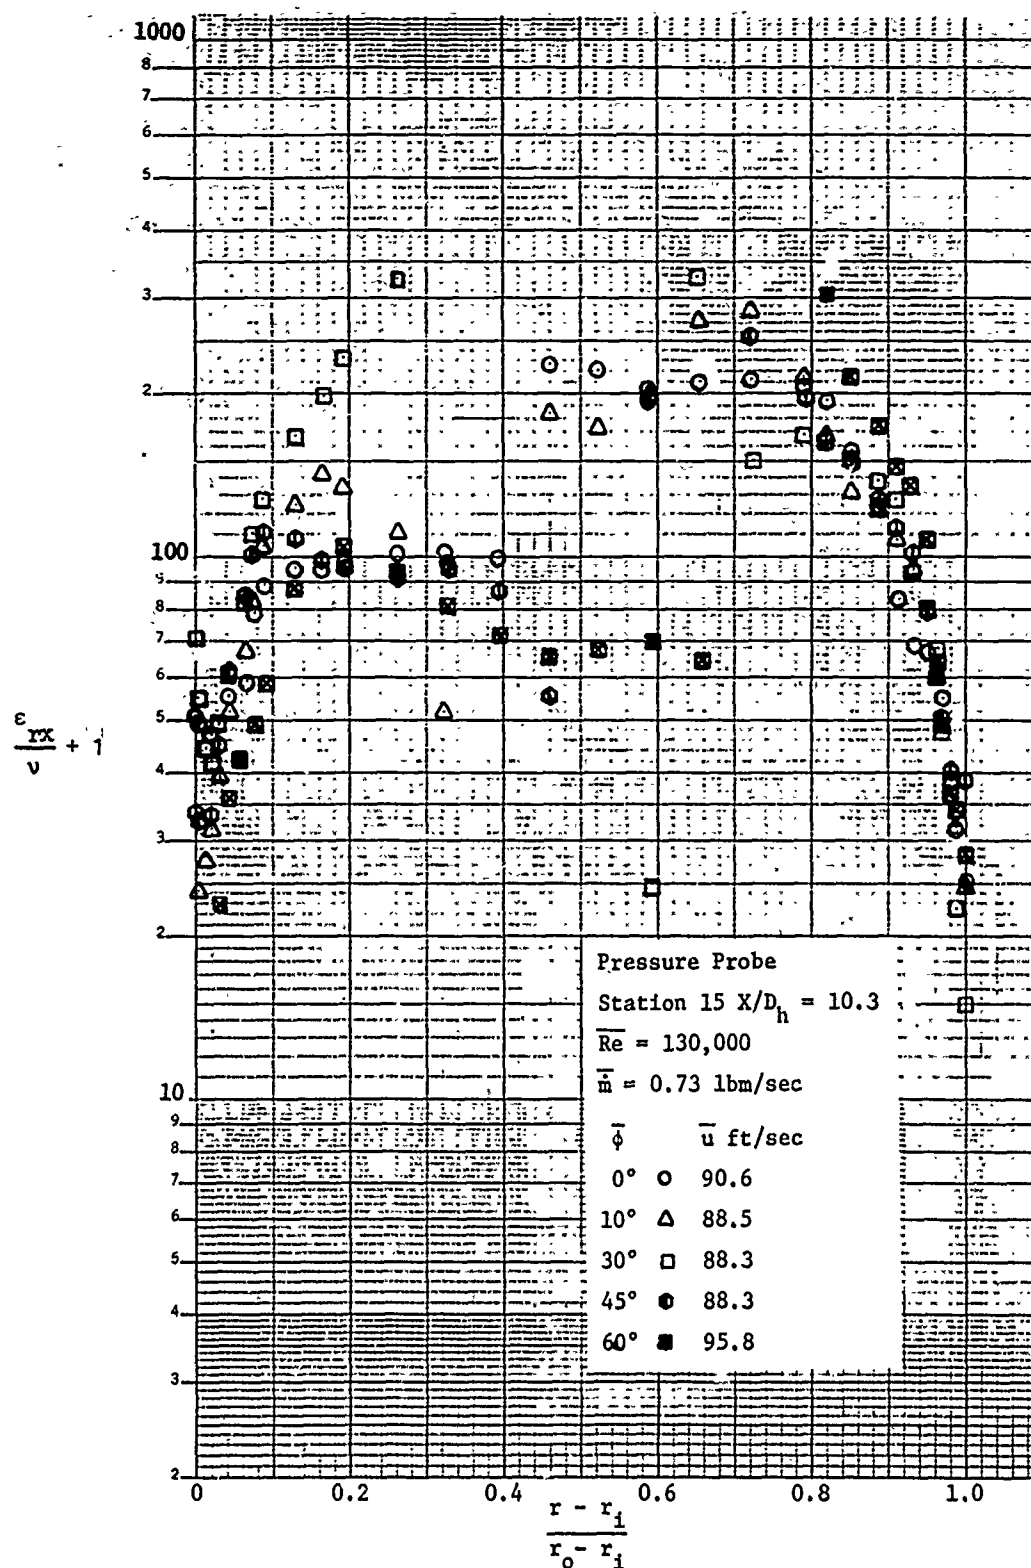 1000
8
7
6
5
4
3
2
100
9
8
7
6
5
4
3
2
10
9
8
7
6
5
4
3
2
ε
rx
ν + 1
Pressure Probe
Station 15 X/D_h = 10.3
R̅e̅ = 130,000
ṁ̅ = 0.73 lbm/sec
ϕ̅ u̅ ft/sec
0° 90.6
10° 88.5
30° 88.3
45° 88.3
60° 95.8
0 0.2 0.4 0.6 0.8 1.0
r - r_i
r_o - r_i